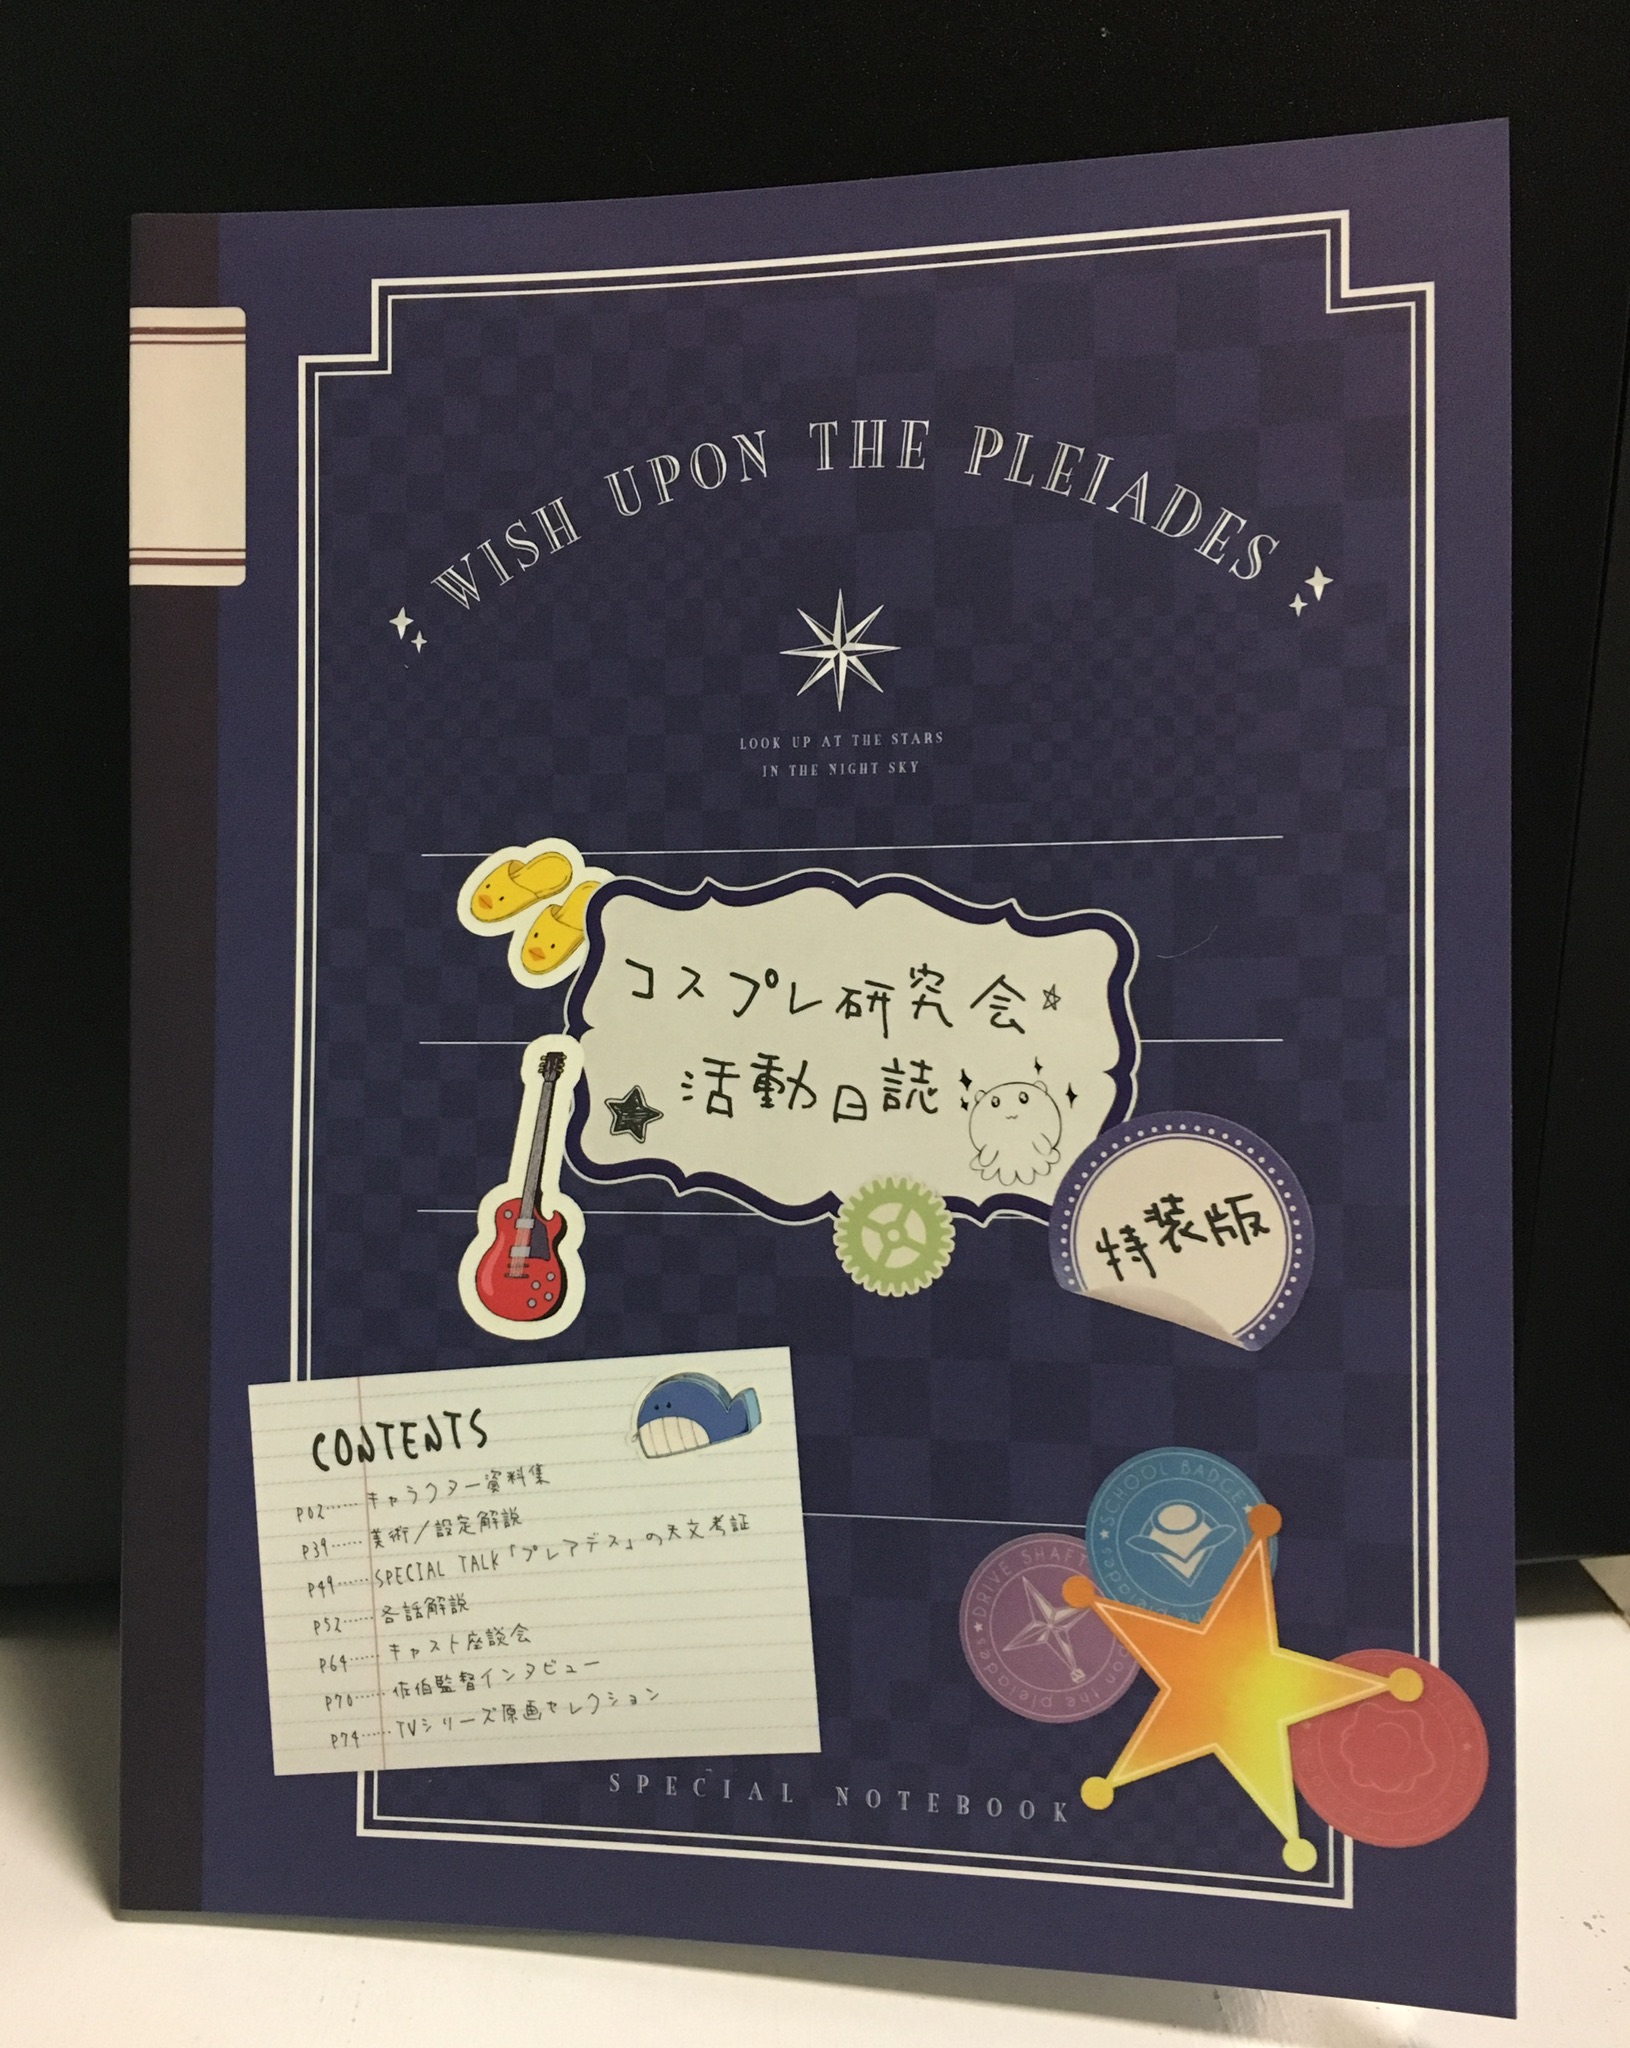 WISH UPON THE PLEIADES
LOOK UP AT THE STARS
IN THE NIGHT SKY
コスプレ研究会
活動日誌
特装版
CONTENTS
P02……キャラクター資料集
P39……美術/設定解説
P49……SPECIAL TALK「プレアデス」の天文考証
P52……各話解説
P64……キャスト座談会
P70……佐伯監督インタビュー
P74……TVシリーズ原画セレクション
SCHOOL BADGE
DRIVE SHAFT
pon the pleiades
SPECIAL NOTEBOOK